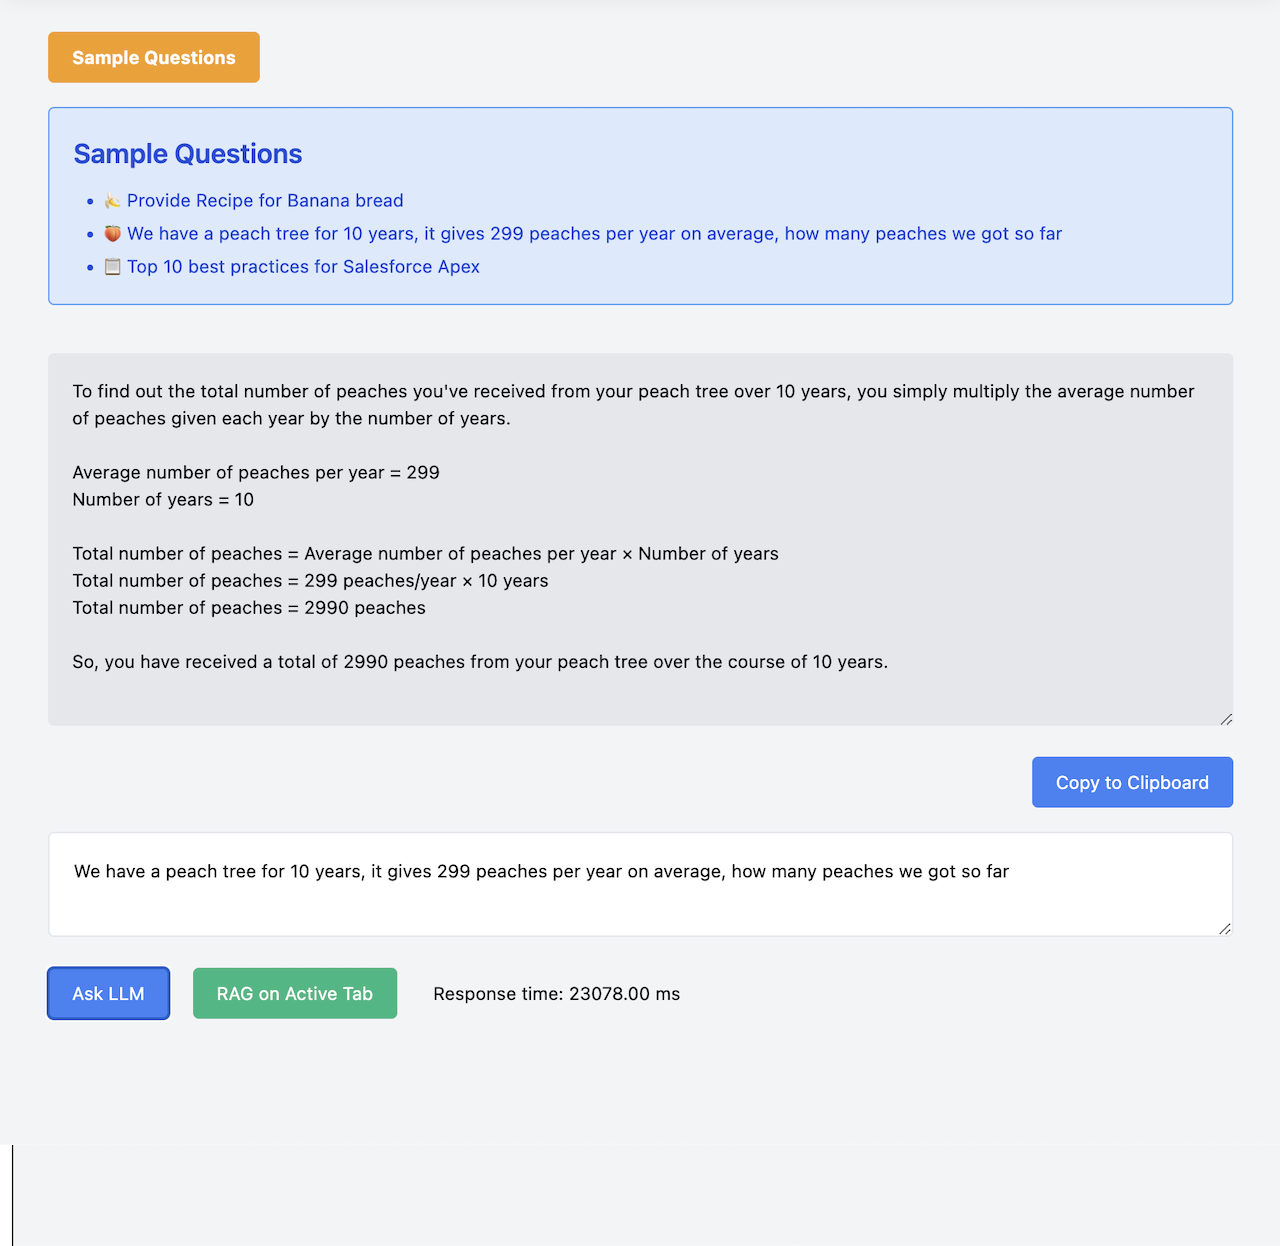 Sample Questions
Sample Questions
• 🍌 Provide Recipe for Banana bread
• 🍑 We have a peach tree for 10 years, it gives 299 peaches per year on average, how many peaches we got so far
• 📋 Top 10 best practices for Salesforce Apex
To find out the total number of peaches you've received from your peach tree over 10 years, you simply multiply the average number
of peaches given each year by the number of years.
Average number of peaches per year = 299
Number of years = 10
Total number of peaches = Average number of peaches per year × Number of years
Total number of peaches = 299 peaches/year × 10 years
Total number of peaches = 2990 peaches
So, you have received a total of 2990 peaches from your peach tree over the course of 10 years.
Copy to Clipboard
We have a peach tree for 10 years, it gives 299 peaches per year on average, how many peaches we got so far
Ask LLM
RAG on Active Tab
Response time: 23078.00 ms